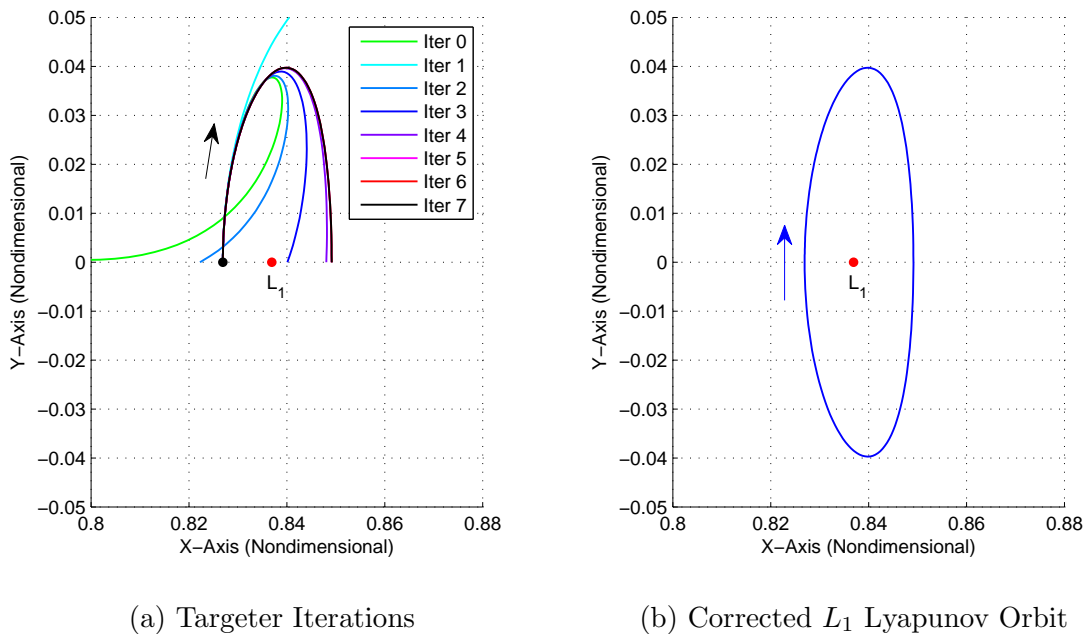 0.05
0.04
0.03
0.02
0.01
0
−0.01
−0.02
−0.03
−0.04
−0.05
Y−Axis (Nondimensional)
0.8 0.82 0.84 0.86 0.88
X−Axis (Nondimensional)
Iter 0
Iter 1
Iter 2
Iter 3
Iter 4
Iter 5
Iter 6
Iter 7
L1
(a) Targeter Iterations
0.05
0.04
0.03
0.02
0.01
0
−0.01
−0.02
−0.03
−0.04
−0.05
Y−Axis (Nondimensional)
0.8 0.82 0.84 0.86 0.88
X−Axis (Nondimensional)
L1
(b) Corrected L1 Lyapunov Orbit